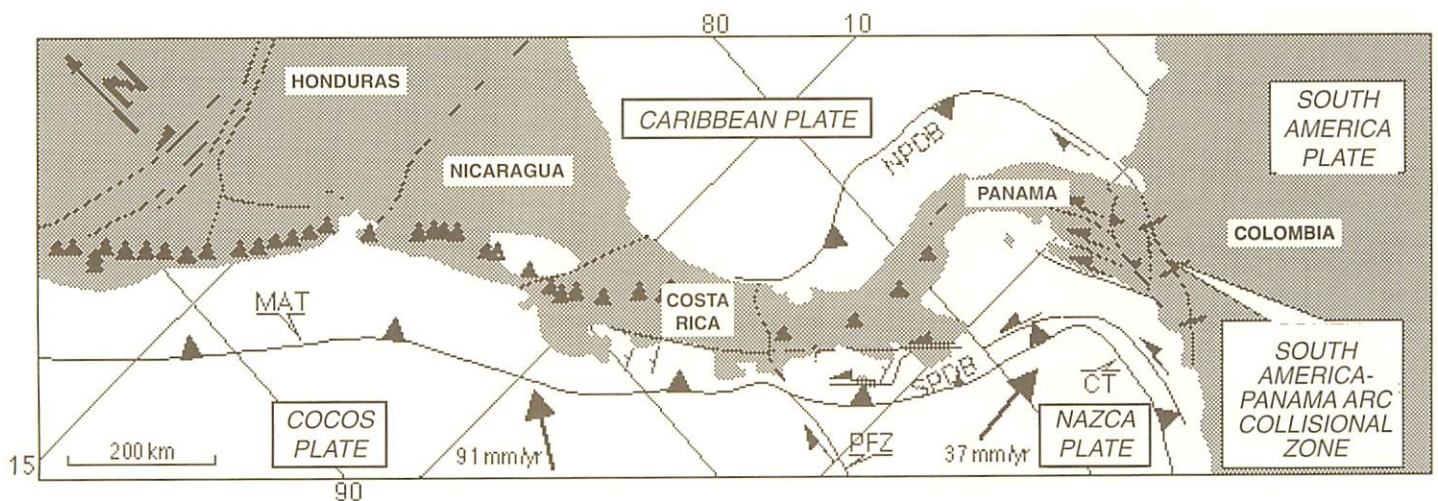 80 10
N
HONDURAS
CARIBBEAN PLATE
SOUTH
AMERICA
PLATE
NICARAGUA
NPDB
PANAMA
COLOMBIA
MAT
COSTA
RICA
SPDB
CT
SOUTH
AMERICA-
PANAMA ARC
COLLISIONAL
ZONE
COCOS
PLATE
NAZCA
PLATE
15
200 km
91 mm/yr
PFZ
37 mm/yr
90